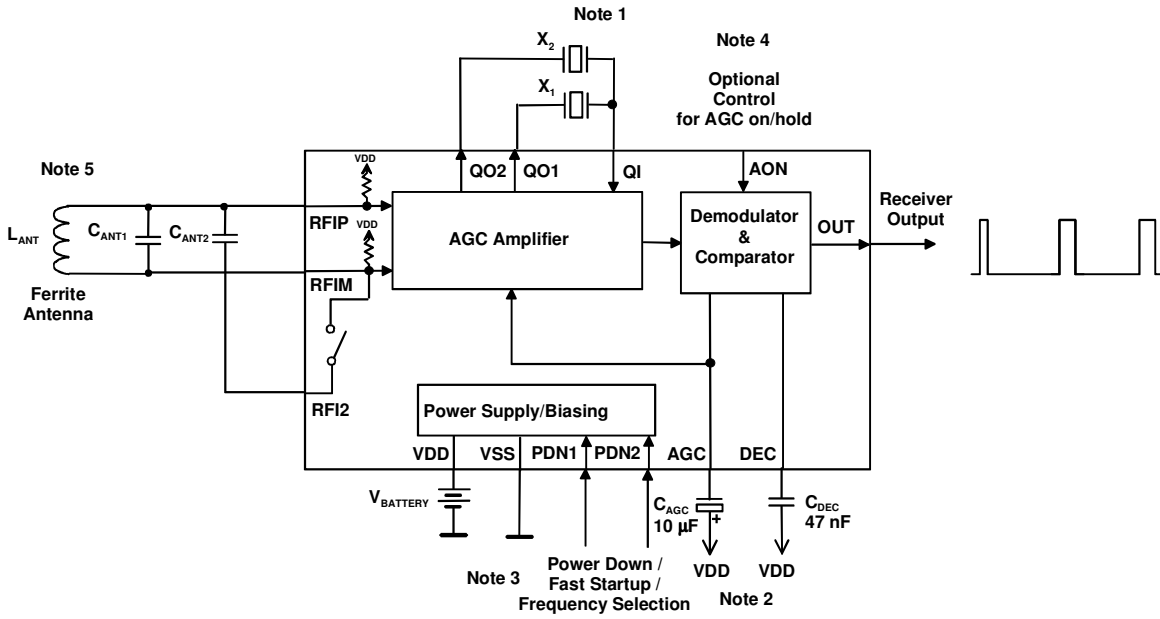 Note 1
X2
Note 4
X1
Optional
Control
for AGC on/hold
Note 5
VDD
QO2
QO1
QI
AON
Receiver
Output
LANT
CANT1
CANT2
RFIP
VDD
AGC Amplifier
Demodulator
&
Comparator
OUT
RFIM
Ferrite
Antenna
RFI2
Power Supply/Biasing
VDD
VSS
PDN1
PDN2
AGC
DEC
VBATTERY
CAGC
10 µF
+
CDEC
47 nF
Note 3
Power Down /
Fast Startup /
Frequency Selection
VDD
VDD
Note 2